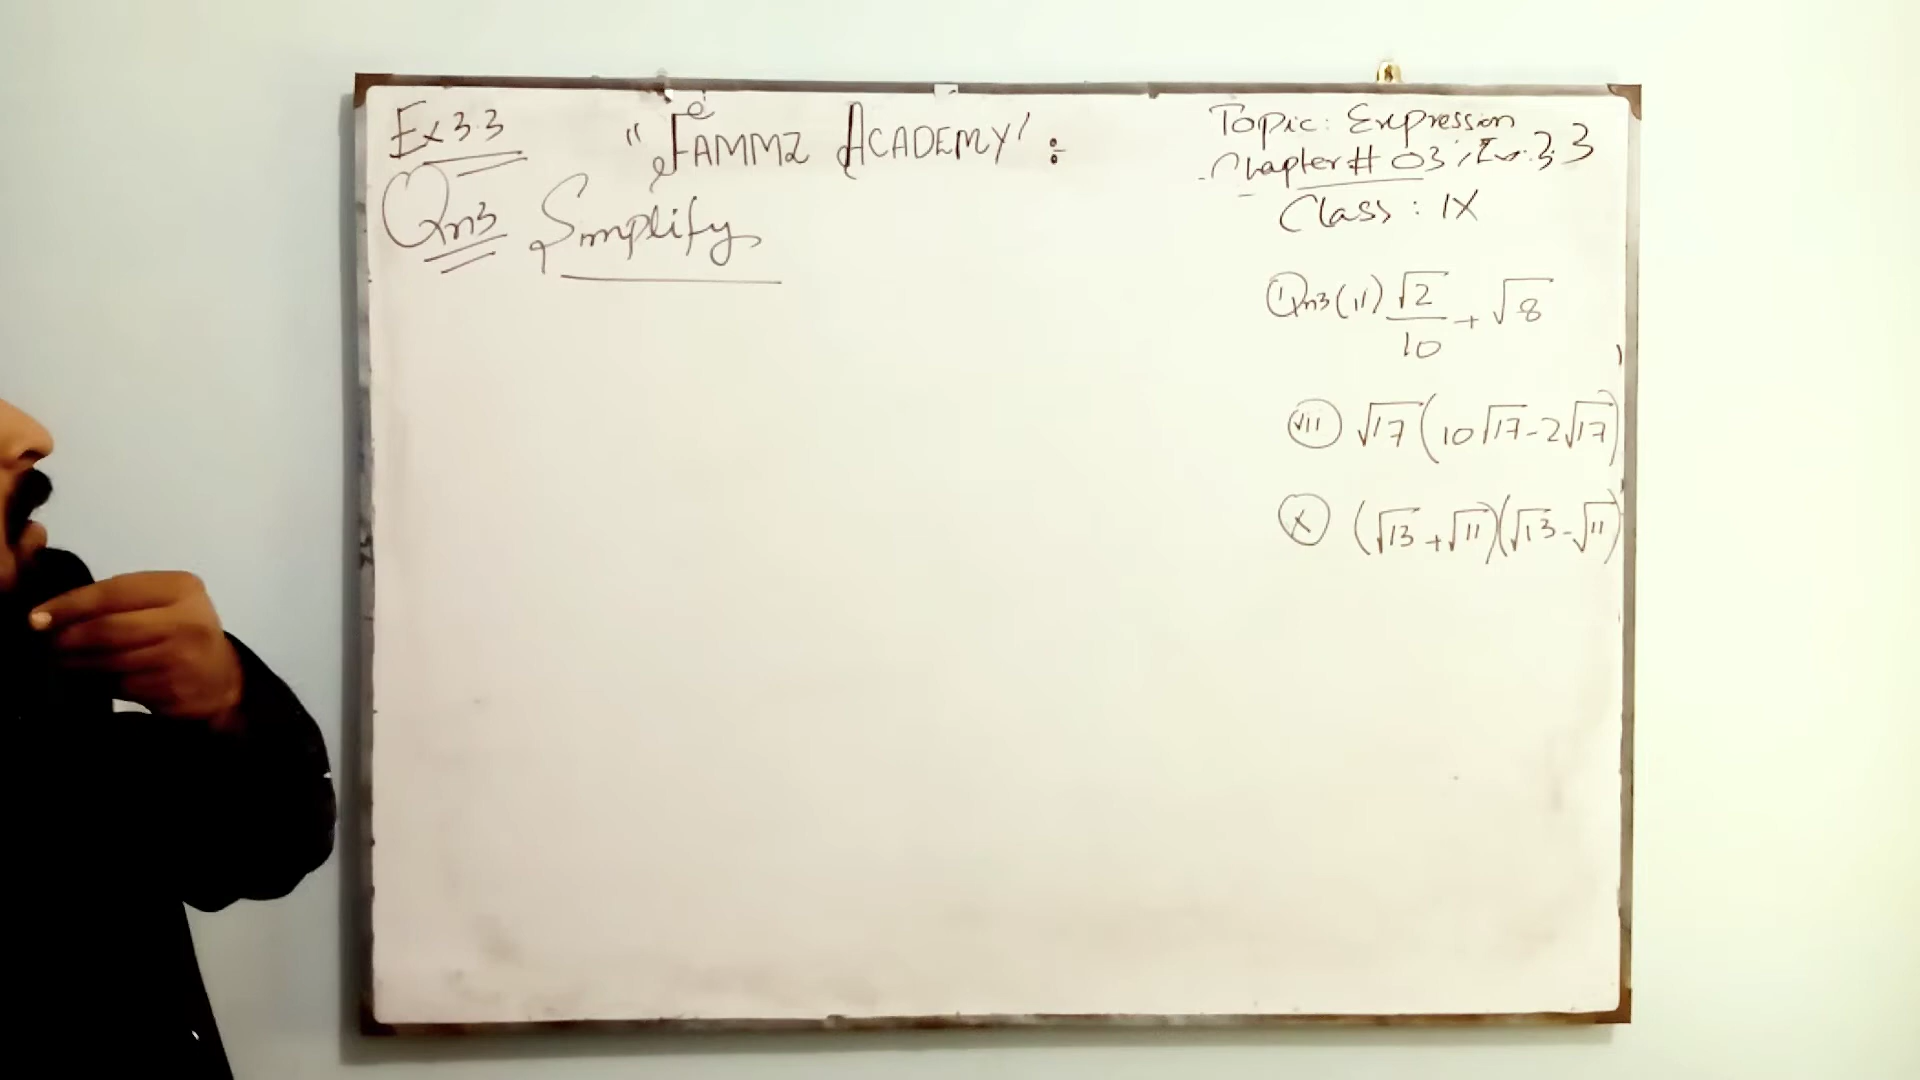 Ex 3.3
"FAMMZ ACADEMY" :
Topic: Expression
Chapter # 03, Ex: 3.3
Class : IX
Qn3 Simplify
Qn3(ii) √2/10 + √8
(vii) √17(10√17-2√17)
(x) (√13+√11)(√13-√11)